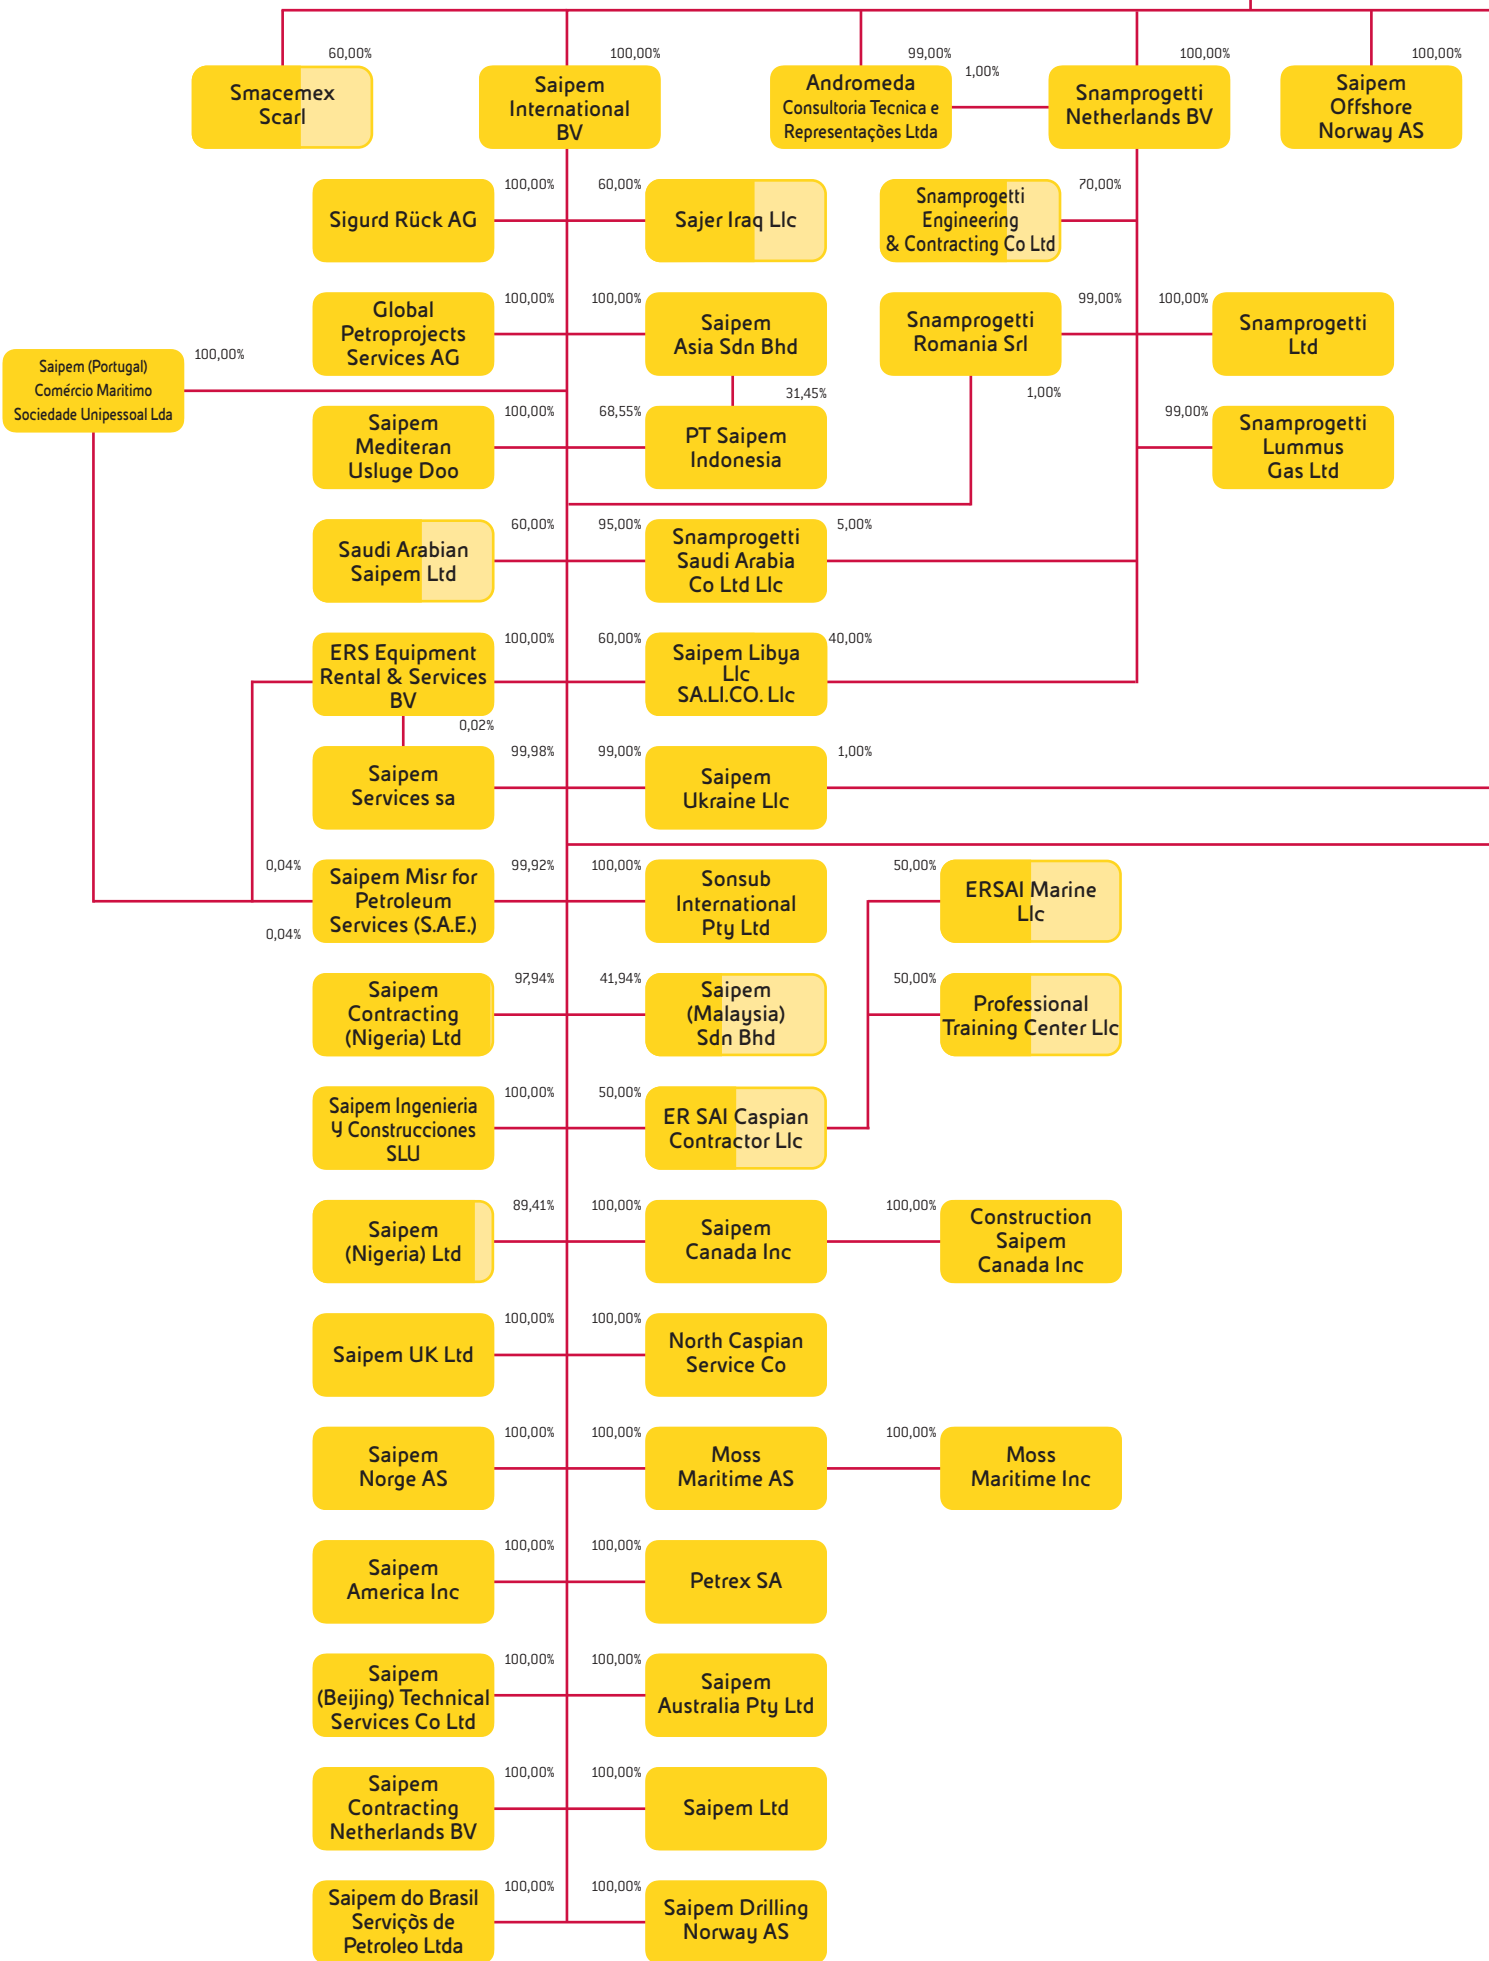 60,00%
Smacemex
Scarl
100,00%
Saipem
International
BV
99,00%
Andromeda
Consultoria Tecnica e
Representações Ltda
1,00%
100,00%
Snamprogetti
Netherlands BV
100,00%
Saipem
Offshore
Norway AS
100,00%
Sigurd Rück AG
60,00%
Sajer Iraq Llc
70,00%
Snamprogetti
Engineering
& Contracting Co Ltd
100,00%
Global
Petroprojects
Services AG
100,00%
Saipem
Asia Sdn Bhd
99,00%
Snamprogetti
Romania Srl
1,00%
100,00%
Snamprogetti
Ltd
100,00%
Saipem (Portugal)
Comércio Maritimo
Sociedade Unipessoal Lda
31,45%
100,00%
Saipem
Mediteran
Usluge Doo
68,55%
PT Saipem
Indonesia
99,00%
Snamprogetti
Lummus
Gas Ltd
60,00%
Saudi Arabian
Saipem Ltd
95,00%
Snamprogetti
Saudi Arabia
Co Ltd Llc
5,00%
100,00%
ERS Equipment
Rental & Services
BV
60,00%
Saipem Libya
Llc
SA.LI.CO. Llc
40,00%
0,02%
99,98%
Saipem
Services sa
99,00%
Saipem
Ukraine Llc
1,00%
0,04%
0,04%
99,92%
Saipem Misr for
Petroleum
Services (S.A.E.)
100,00%
Sonsub
International
Pty Ltd
50,00%
ERSAI Marine
Llc
97,94%
Saipem
Contracting
(Nigeria) Ltd
41,94%
Saipem
(Malaysia)
Sdn Bhd
50,00%
Professional
Training Center Llc
100,00%
Saipem Ingenieria
Y Construcciones
SLU
50,00%
ER SAI Caspian
Contractor Llc
89,41%
Saipem
(Nigeria) Ltd
100,00%
Saipem
Canada Inc
100,00%
Construction
Saipem
Canada Inc
100,00%
Saipem UK Ltd
100,00%
North Caspian
Service Co
100,00%
Saipem
Norge AS
100,00%
Moss
Maritime AS
100,00%
Moss
Maritime Inc
100,00%
Saipem
America Inc
100,00%
Petrex SA
100,00%
Saipem
(Beijing) Technical
Services Co Ltd
100,00%
Saipem
Australia Pty Ltd
100,00%
Saipem
Contracting
Netherlands BV
100,00%
Saipem Ltd
100,00%
Saipem do Brasil
Serviçòs de
Petroleo Ltda
100,00%
Saipem Drilling
Norway AS